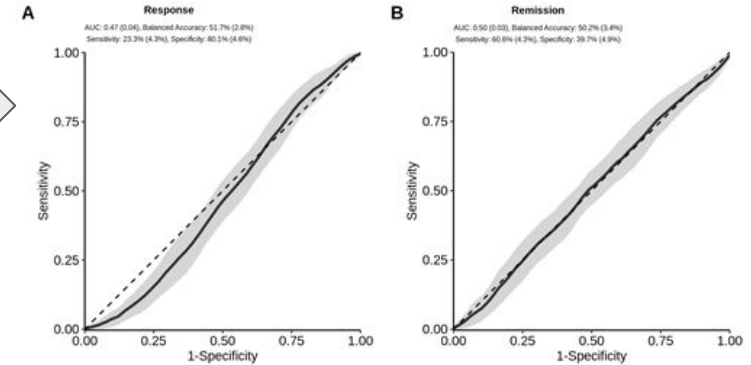 A
Response
AUC: 0.47 (0.04), Balanced Accuracy: 51.7% (2.8%)
Sensitivity: 23.3% (4.3%), Specificity: 80.1% (4.6%)
1.00
0.75
0.50
0.25
0.00
Sensitivity
0.00 0.25 0.50 0.75 1.00
1-Specificity
B
Remission
AUC: 0.50 (0.03), Balanced Accuracy: 50.2% (3.4%)
Sensitivity: 60.6% (4.3%), Specificity: 39.7% (4.9%)
1.00
0.75
0.50
0.25
0.00
Sensitivity
0.00 0.25 0.50 0.75 1.00
1-Specificity